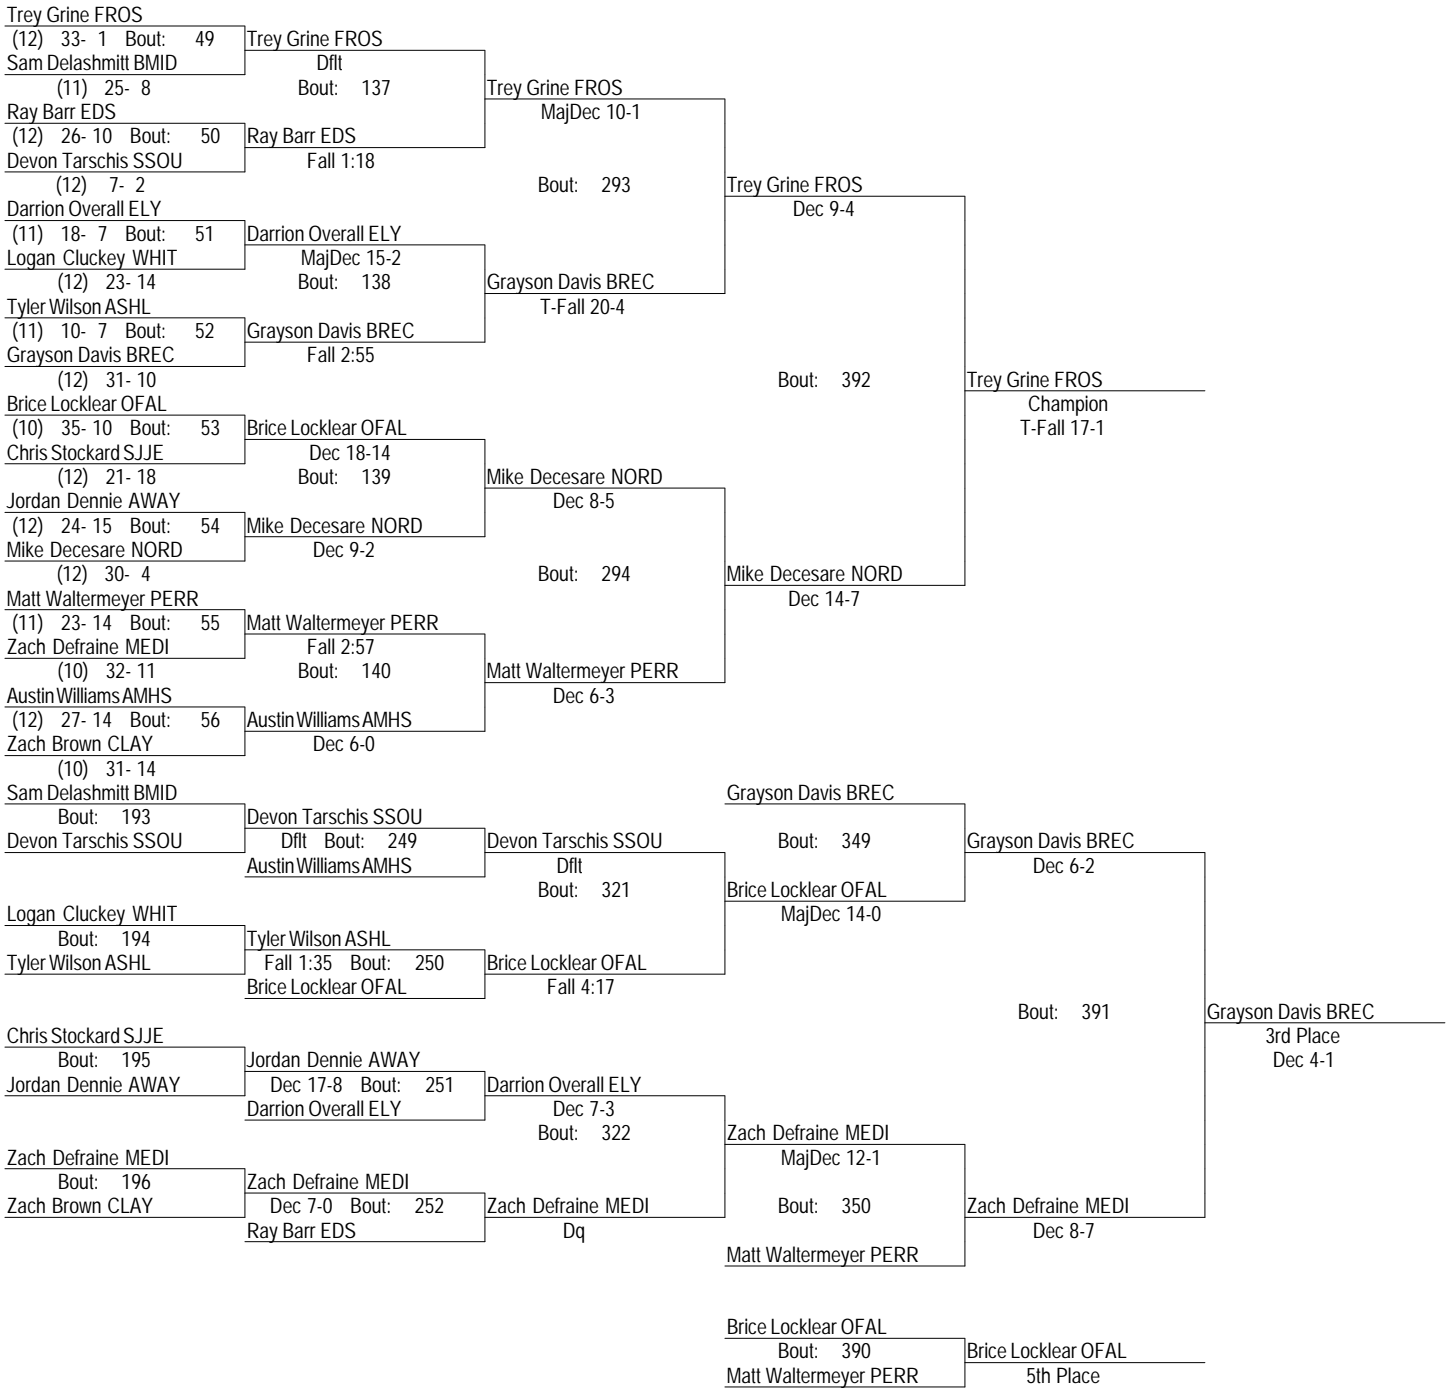 Trey Grine FROS
(12) 33- 1 Bout: 49 Trey Grine FROS
Sam Delashmitt BMID Dflt
(11) 25- 8 Bout: 137 Trey Grine FROS
Ray Barr EDS MajDec 10-1
(12) 26- 10 Bout: 50 Ray Barr EDS
Devon Tarschis SSOU Fall 1:18
(12) 7- 2 Bout: 293 Trey Grine FROS
Darrion Overall ELY Dec 9-4
(11) 18- 7 Bout: 51 Darrion Overall ELY
Logan Cluckey WHIT MajDec 15-2
(12) 23- 14 Bout: 138 Grayson Davis BREC
Tyler Wilson ASHL T-Fall 20-4
(11) 10- 7 Bout: 52 Grayson Davis BREC
Grayson Davis BREC Fall 2:55
(12) 31- 10 Bout: 392 Trey Grine FROS
Brice Locklear OFAL Champion
(10) 35- 10 Bout: 53 Brice Locklear OFAL T-Fall 17-1
Chris Stockard SJJE Dec 18-14
(12) 21- 18 Bout: 139 Mike Decesare NORD
Jordan Dennie AWAY Dec 8-5
(12) 24- 15 Bout: 54 Mike Decesare NORD
Mike Decesare NORD Dec 9-2
(12) 30- 4 Bout: 294 Mike Decesare NORD
Matt Waltermeyer PERR Dec 14-7
(11) 23- 14 Bout: 55 Matt Waltermeyer PERR
Zach Defraine MEDI Fall 2:57
(10) 32- 11 Bout: 140 Matt Waltermeyer PERR
Austin Williams AMHS Dec 6-3
(12) 27- 14 Bout: 56 Austin Williams AMHS
Zach Brown CLAY Dec 6-0
(10) 31- 14
Sam Delashmitt BMID Grayson Davis BREC
Bout: 193 Devon Tarschis SSOU
Devon Tarschis SSOU Dflt Bout: 249 Devon Tarschis SSOU Bout: 349 Grayson Davis BREC
Austin Williams AMHS Dflt Dec 6-2
Bout: 321 Brice Locklear OFAL
Logan Cluckey WHIT MajDec 14-0
Bout: 194 Tyler Wilson ASHL
Tyler Wilson ASHL Fall 1:35 Bout: 250 Brice Locklear OFAL
Brice Locklear OFAL Fall 4:17
Bout: 391 Grayson Davis BREC
Chris Stockard SJJE 3rd Place
Bout: 195 Jordan Dennie AWAY Dec 4-1
Jordan Dennie AWAY Dec 17-8 Bout: 251 Darrion Overall ELY
Darrion Overall ELY Dec 7-3
Bout: 322 Zach Defraine MEDI
Zach Defraine MEDI MajDec 12-1
Bout: 196 Zach Defraine MEDI
Zach Brown CLAY Dec 7-0 Bout: 252 Zach Defraine MEDI Bout: 350 Zach Defraine MEDI
Ray Barr EDS Dq Dec 8-7
Matt Waltermeyer PERR
Brice Locklear OFAL
Bout: 390 Brice Locklear OFAL
Matt Waltermeyer PERR 5th Place